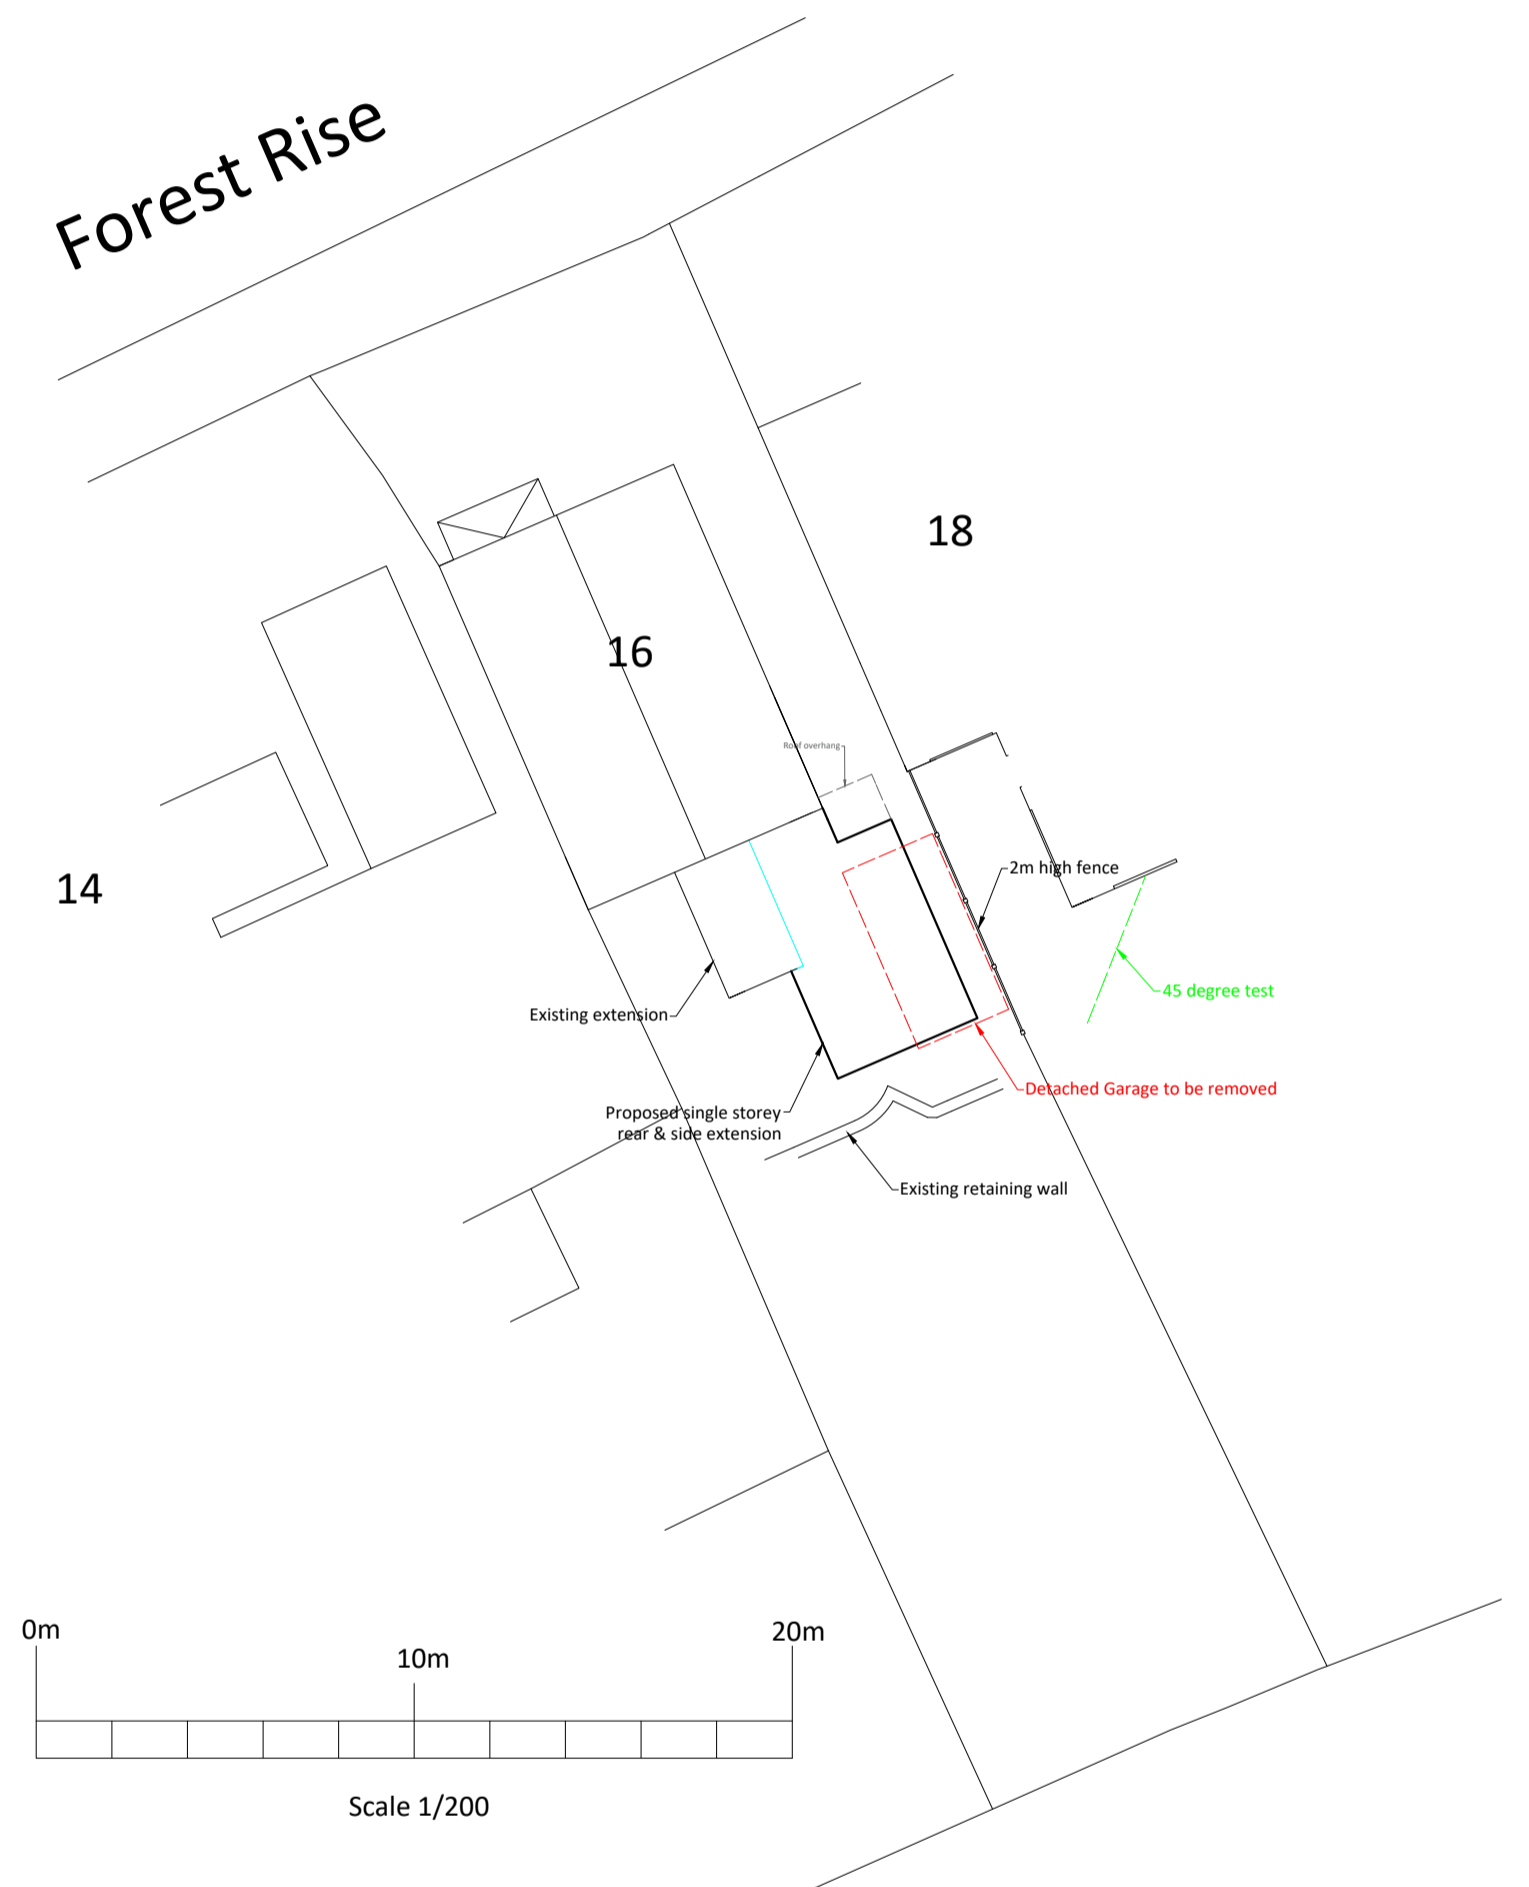 Forest Rise
18
16
Roof overhang
2m high fence
14
45 degree test
Existing extension
Detached Garage to be removed
Proposed single storey
rear & side extension
Existing retaining wall
0m
10m
20m
Scale 1/200